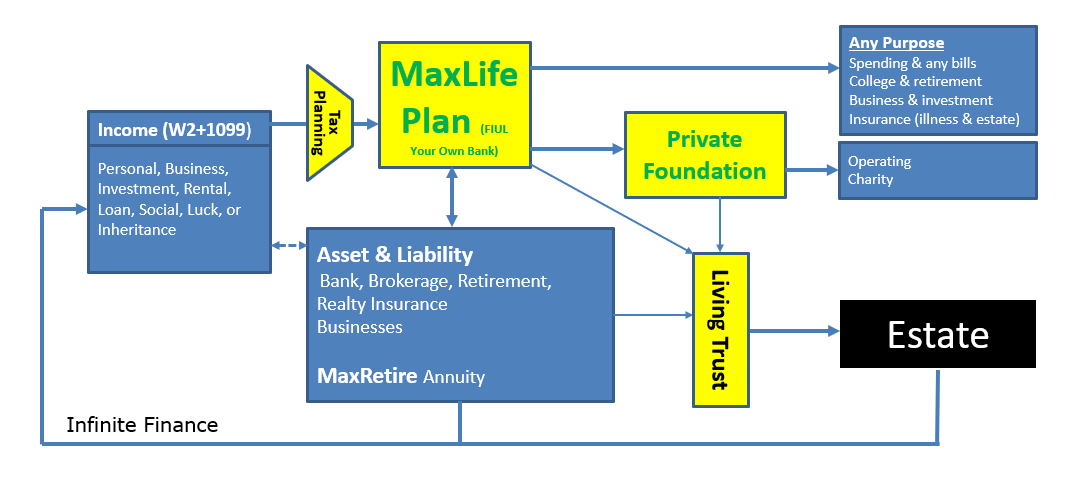 Income (W2+1099)
Personal, Business,
Investment, Rental,
Loan, Social, Luck, or
Inheritance
Tax
Planning
MaxLife
Plan (FIUL
Your Own Bank)
Any Purpose
Spending & any bills
College & retirement
Business & investment
Insurance (illness & estate)
Private
Foundation
Operating
Charity
Asset & Liability
Bank, Brokerage, Retirement,
Realty Insurance
Businesses
MaxRetire Annuity
Living Trust
Estate
Infinite Finance